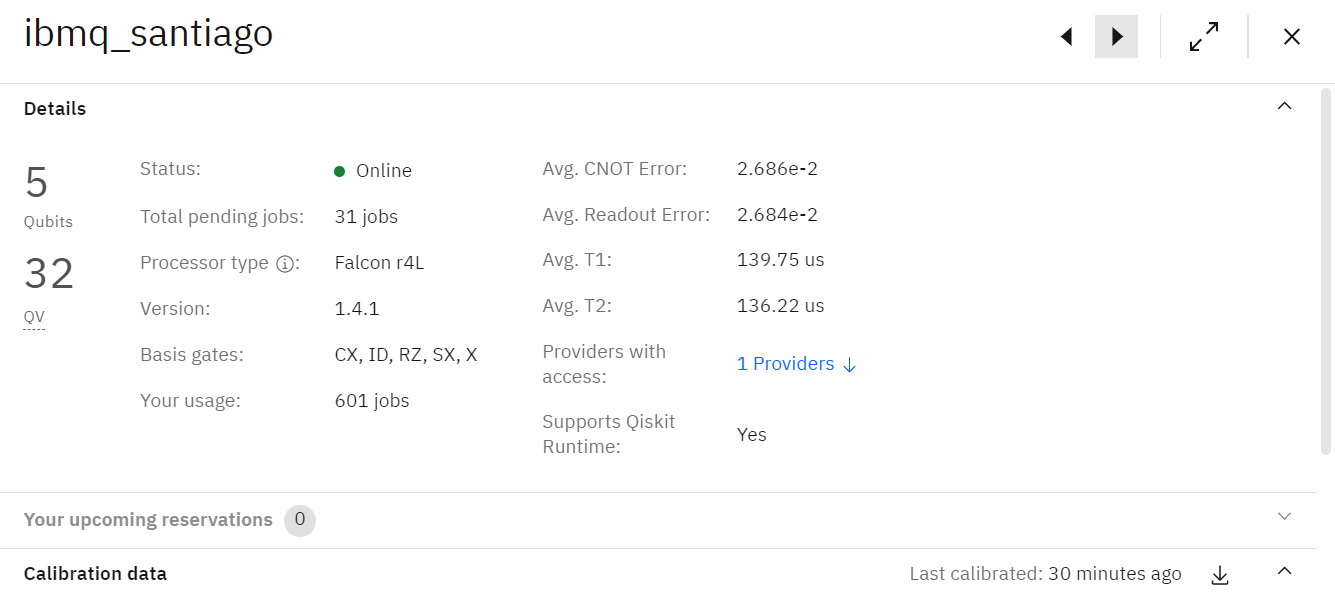 ibmq_santiago
Details
5
Qubits
32
QV
Status: Online
Total pending jobs: 31 jobs
Processor type : Falcon r4L
Version: 1.4.1
Basis gates: CX, ID, RZ, SX, X
Your usage: 601 jobs
Avg. CNOT Error: 2.686e-2
Avg. Readout Error: 2.684e-2
Avg. T1: 139.75 us
Avg. T2: 136.22 us
Providers with
access: 1 Providers ↓
Supports Qiskit
Runtime: Yes
Your upcoming reservations 0
Calibration data
Last calibrated: 30 minutes ago